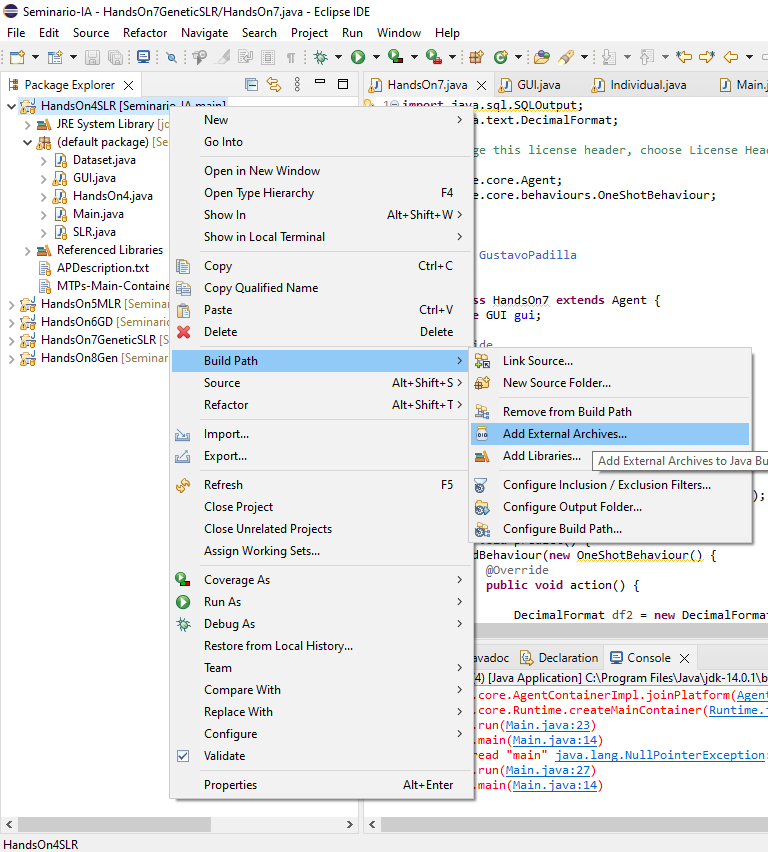 Seminario-IA - HandsOn7GeneticSLR/HandsOn7.java - Eclipse IDE
File Edit Source Refactor Navigate Search Project Run Window Help
Package Explorer
HandsOn7.java GUI.java Individual.java Main.j
HandsOn4SLR [Seminario-IA main]
JRE System Library [jd
(default package) [Se
Dataset.java
GUI.java
HandsOn4.java
Main.java
SLR.java
Referenced Libraries
APDescription.txt
MTPs-Main-Containe
HandsOn5MLR [Seminar
HandsOn6GD [Seminario
HandsOn7GeneticSLR [S
HandsOn8Gen [Seminario
New
Go Into
Open in New Window
Open Type Hierarchy F4
Show In Alt+Shift+W
Show in Local Terminal
Copy Ctrl+C
Copy Qualified Name
Paste Ctrl+V
Delete Delete
Build Path
Source Alt+Shift+S
Refactor Alt+Shift+T
Import...
Export...
Refresh F5
Close Project
Close Unrelated Projects
Assign Working Sets...
Coverage As
Run As
Debug As
Restore from Local History...
Team
Compare With
Replace With
Configure
Validate
Properties Alt+Enter
Link Source...
New Source Folder...
Remove from Build Path
Add External Archives...
Add Libraries...
Add External Archives to Java Bu
Configure Inclusion / Exclusion Filters...
Configure Output Folder...
Configure Build Path...
1 import java.sql.SQLOutput;
a.text.DecimalFormat;
ge this license header, choose License Hea
e.core.Agent;
e.core.behaviours.OneShotBehaviour;
GustavoPadilla
ss HandsOn7 extends Agent {
e GUI gui;
);
dBehaviour(new OneShotBehaviour() {
@Override
public void action() {
DecimalFormat df2 = new DecimalFormat
avadoc Declaration Console
4) [Java Application] C:\Program Files\Java\jdk-14.0.1\b
.core.AgentContainerImpl.joinPlatform(Agent
.core.Runtime.createMainContainer(Runtime.j
.run(Main.java:23)
.main(Main.java:14)
read "main" java.lang.NullPointerException:
.run(Main.java:27)
.main(Main.java:14)
HandsOn4SLR